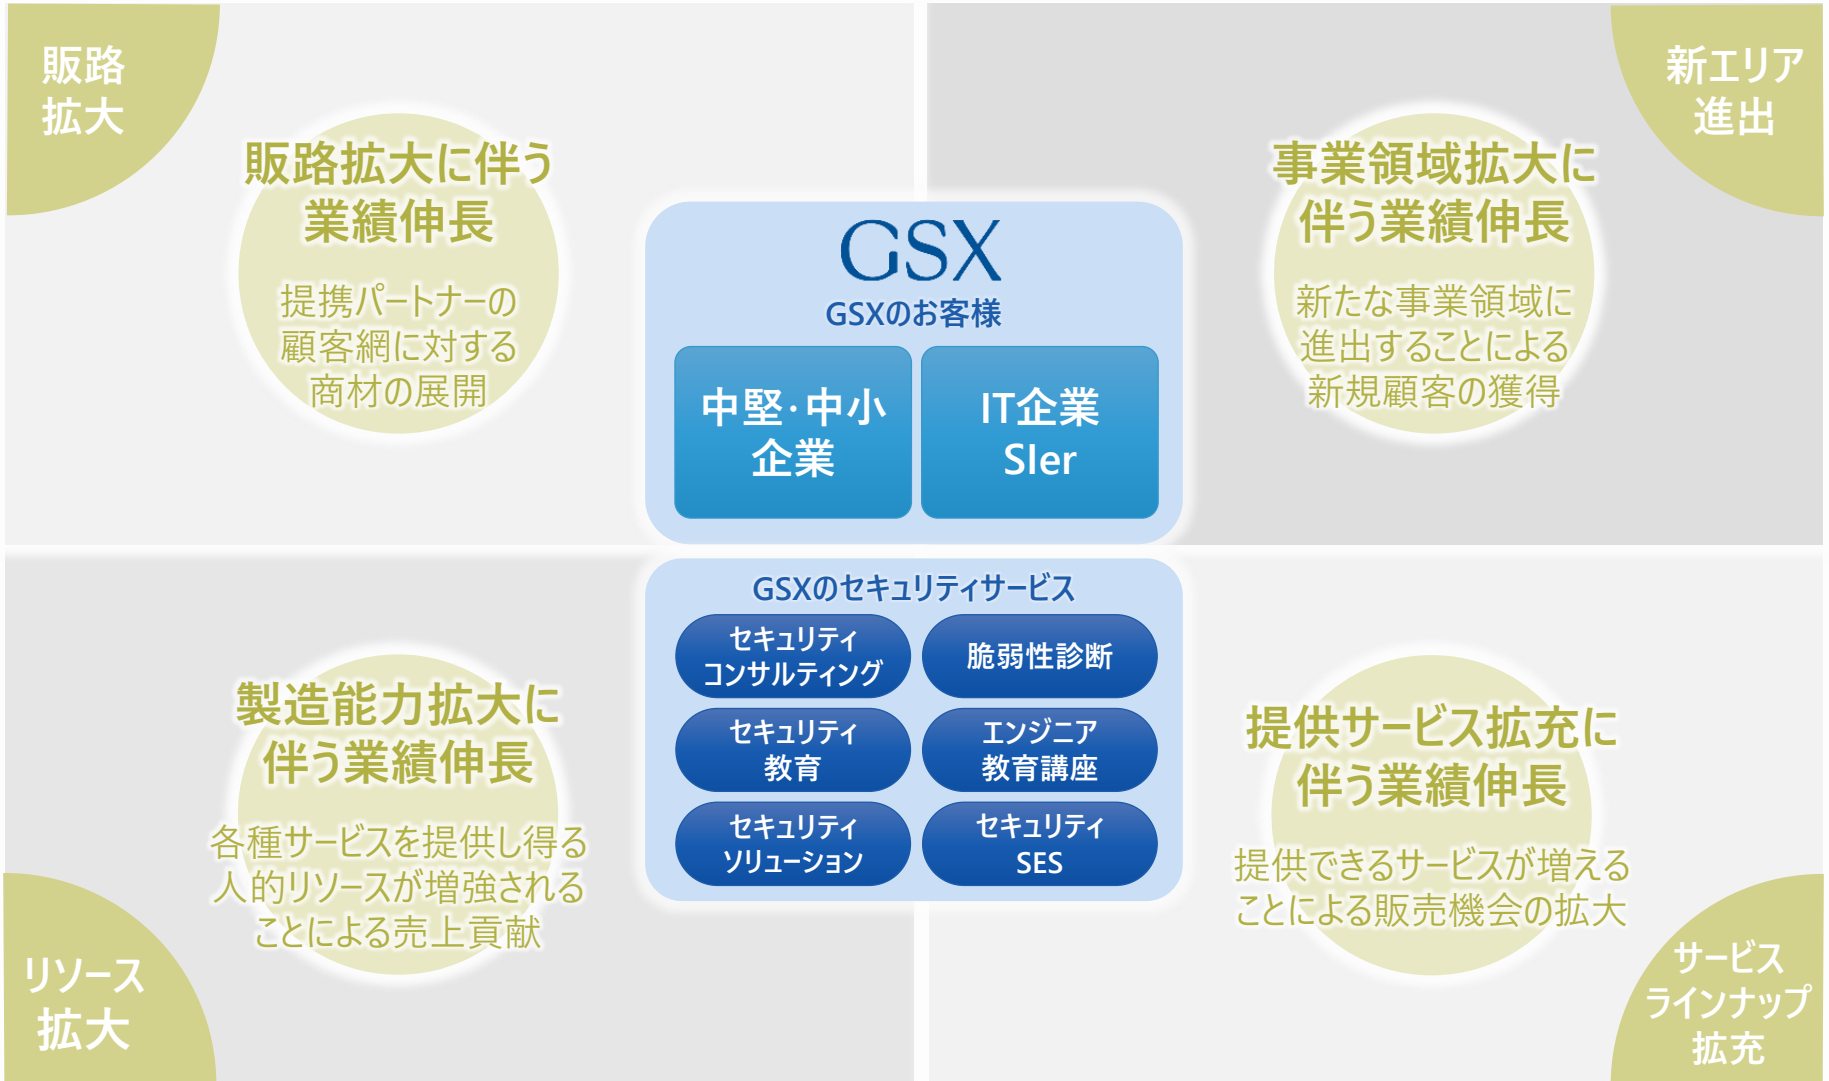 販路
拡大
販路拡大に伴う
業績伸長
提携パートナーの
顧客網に対する
商材の展開
新エリア
進出
事業領域拡大に
伴う業績伸長
新たな事業領域に
進出することによる
新規顧客の獲得
GSX
GSXのお客様
中堅・中小
企業
IT企業
SIer
GSXのセキュリティサービス
セキュリティ
コンサルティング
脆弱性診断
セキュリティ
教育
エンジニア
教育講座
セキュリティ
ソリューション
セキュリティ
SES
製造能力拡大に
伴う業績伸長
各種サービスを提供し得る
人的リソースが増強される
ことによる売上貢献
リソース
拡大
提供サービス拡充に
伴う業績伸長
提供できるサービスが増える
ことによる販売機会の拡大
サービス
ラインナップ
拡充